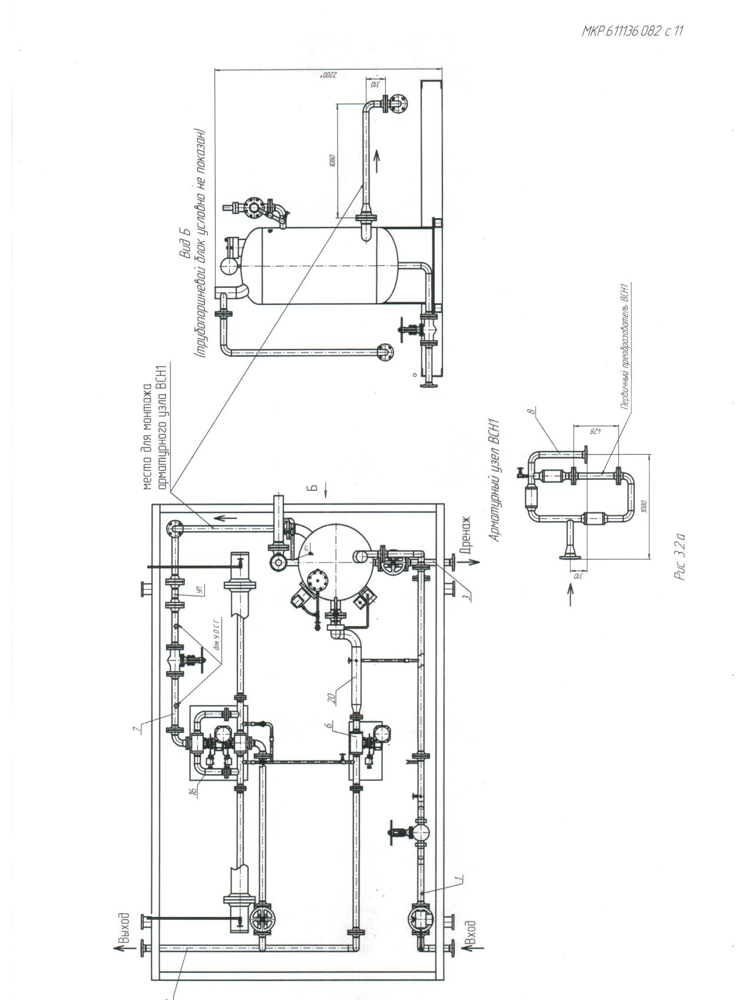 МКР.611136.082 с.11
Вид Б
(трубопоршневой блок условно не показан)
2200*
310
1080
место для монтажа
арматурного узла ВСН1
Б
УП
для У О С Г
7
16
20
6
3
1
Дренаж
Выход
Вход
Арматурный узел ВСН1
8
428
Первичный преобразователь ВСН1
1080
310
Рис 3.2.а